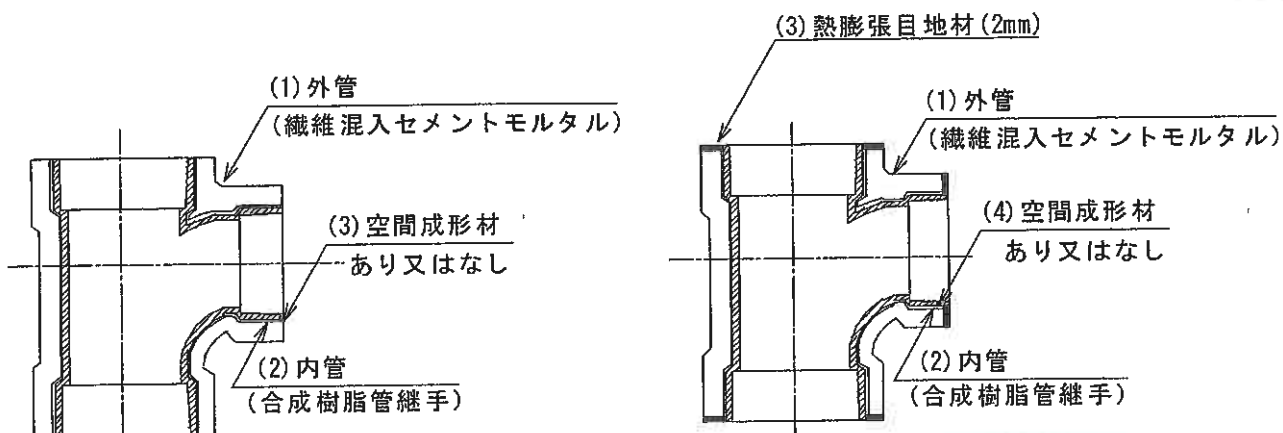 (1)外管
(繊維混入セメントモルタル)
(3)空間成形材
あり又はなし
(2)内管
(合成樹脂管継手)
(3)熱膨張目地材(2mm)
(1)外管
(繊維混入セメントモルタル)
(4)空間成形材
あり又はなし
(2)内管
(合成樹脂管継手)